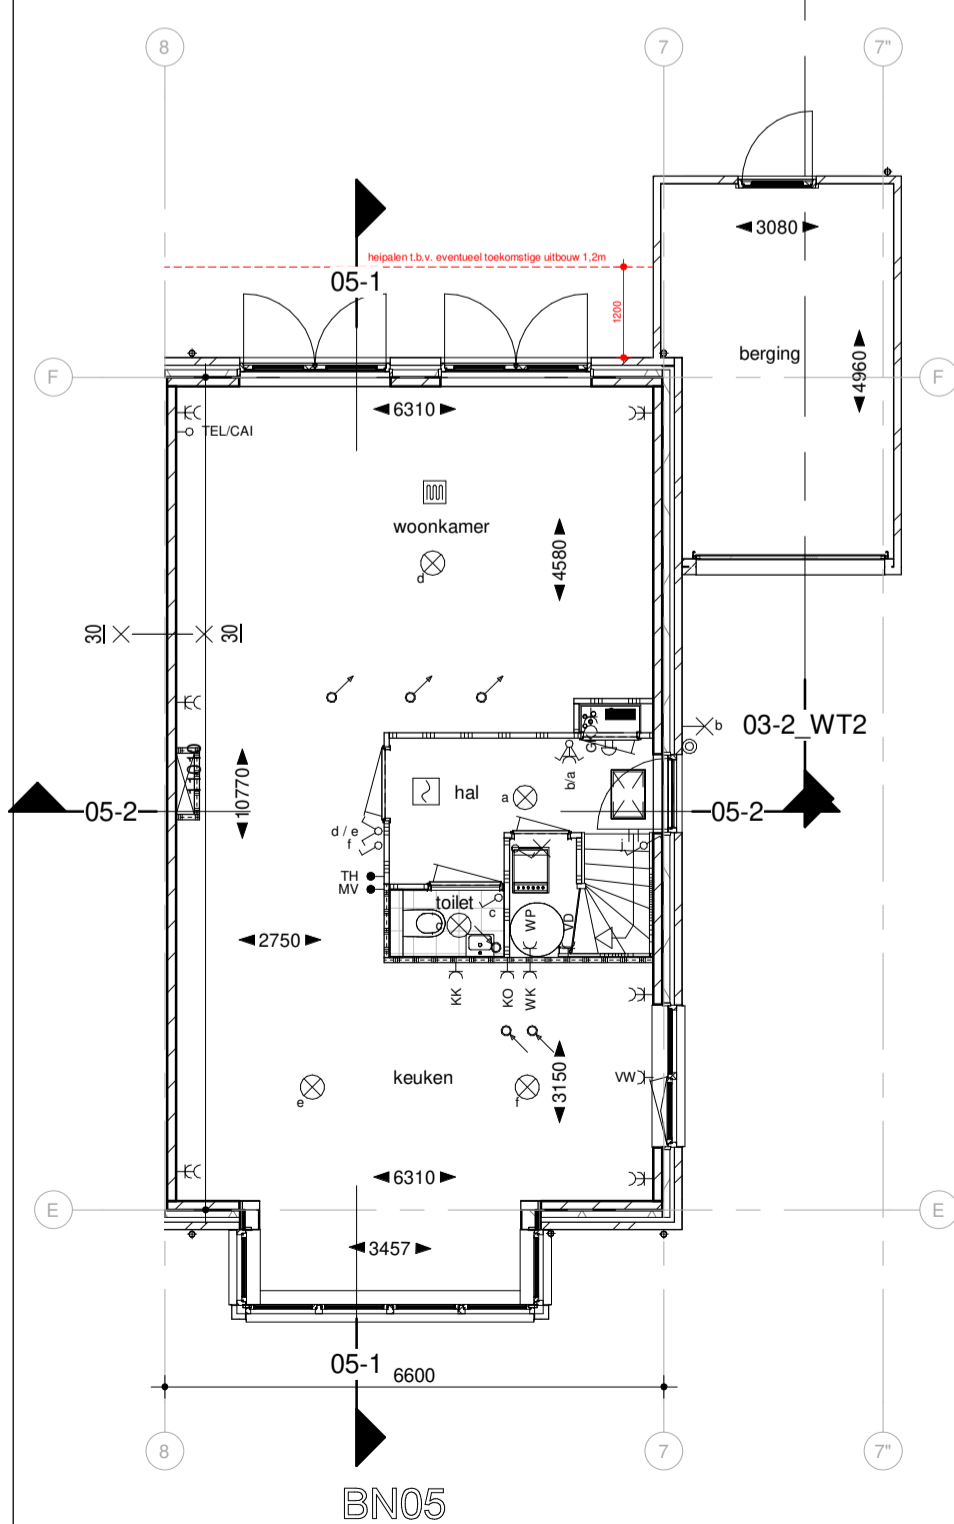 8
7
7"
3080
heipalen t.b.v. eventueel toekomstige uitbouw 1,2m
05-1
1200
berging
4960
F
F
6310
TEL/CAI
woonkamer
4580
d
30
30
b
03-2_WT2
GK
b/a
11010
10770
hal
a
05-2
05-2
d / e
f
j
TH
MV
toilet
c
WP
VD
2750
KK
KO
WK
keuken
3150
VW
e
f
6310
E
E
3457
05-1
6600
8
7
7"
BN05